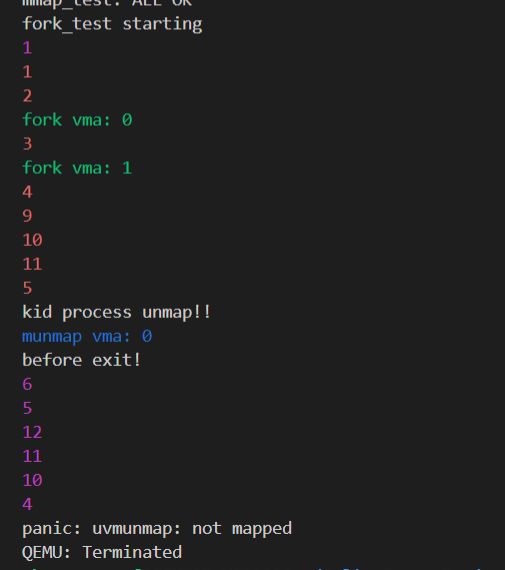 mmap_test: ALL OK
fork_test starting
1
1
2
fork vma: 0
3
fork vma: 1
4
9
10
11
5
kid process unmap!!
munmap vma: 0
before exit!
6
5
12
11
10
4
panic: uvmunmap: not mapped
QEMU: Terminated